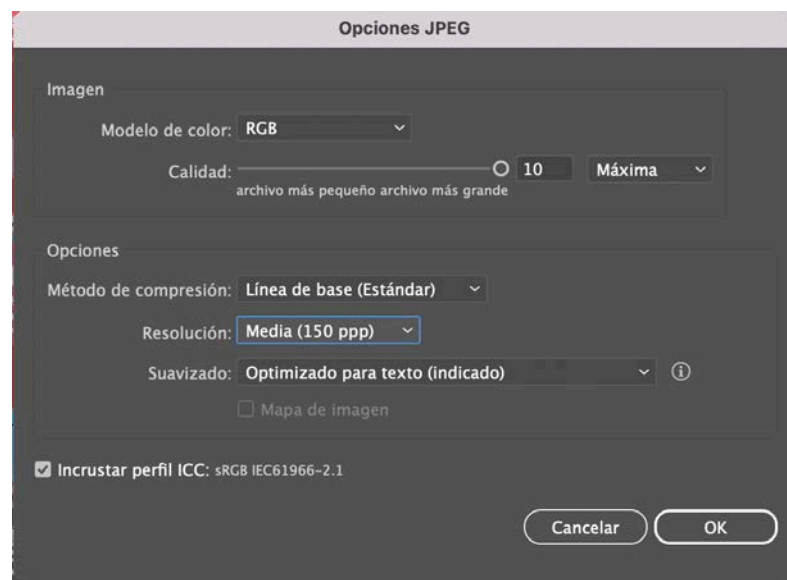 Opciones JPEG
Imagen
Modelo de color: RGB
Calidad: 10 Máxima
archivo más pequeño archivo más grande
Opciones
Método de compresión: Línea de base (Estándar)
Resolución: Media (150 ppp)
Suavizado: Optimizado para texto (indicado)
Mapa de imagen
Incrustar perfil ICC: sRGB IEC61966-2.1
Cancelar OK